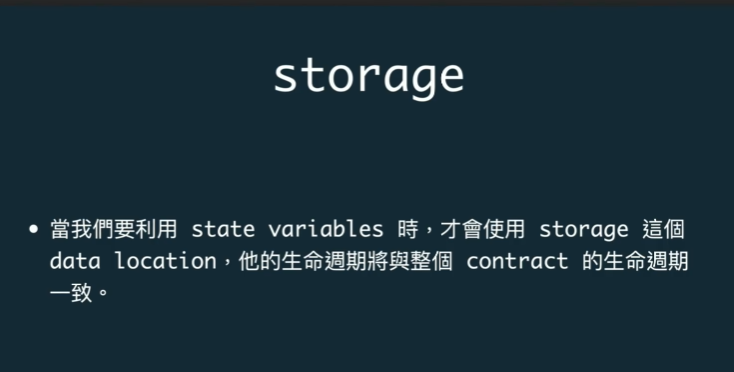 storage
• 當我們要利用 state variables 時，才會使用 storage 這個
data location，他的生命週期將與整個 contract 的生命週期
一致。